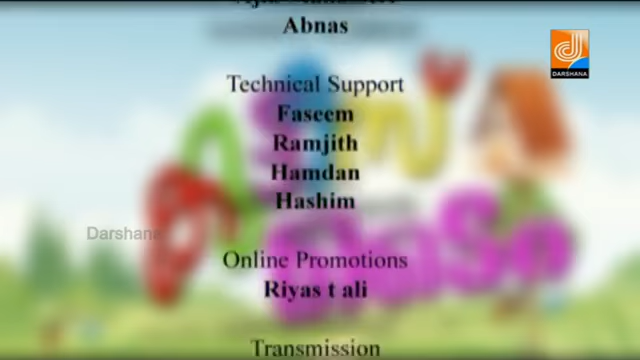 Abnas
DARSHANA
Technical Support
Faseem
Ramjith
Hamdan
Hashim
Darshana
Online Promotions
Riyas t ali
Transmission